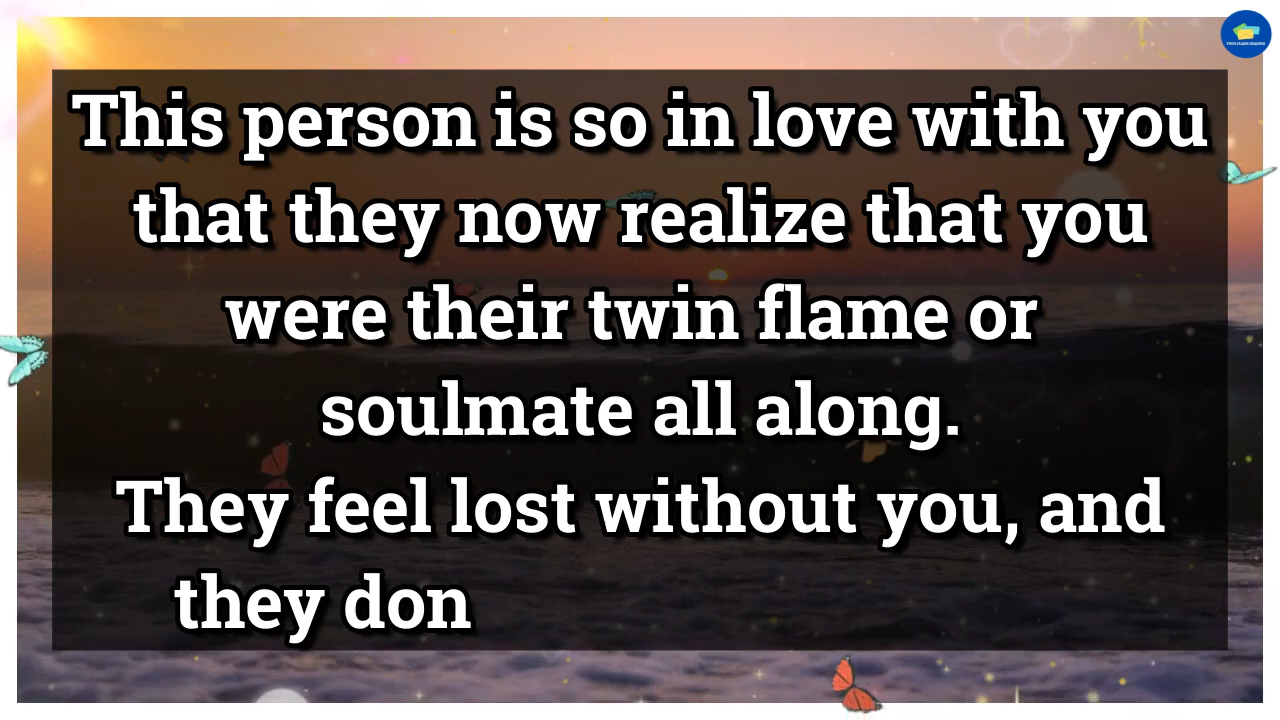 This person is so in love with you
that they now realize that you
were their twin flame or
soulmate all along.
They feel lost without you, and
they don